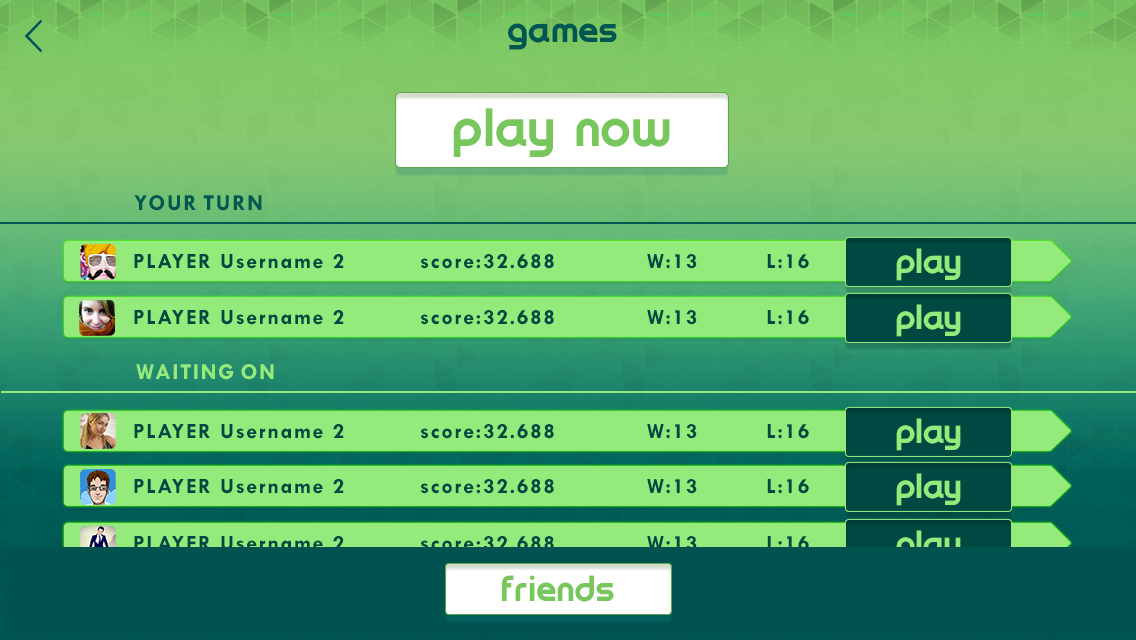 games
play now
YOUR TURN
PLAYER Username 2 score:32.688 W:13 L:16 play
PLAYER Username 2 score:32.688 W:13 L:16 play
WAITING ON
PLAYER Username 2 score:32.688 W:13 L:16 play
PLAYER Username 2 score:32.688 W:13 L:16 play
PLAYER Username 2 score:32.688 W:13 L:16 play
friends